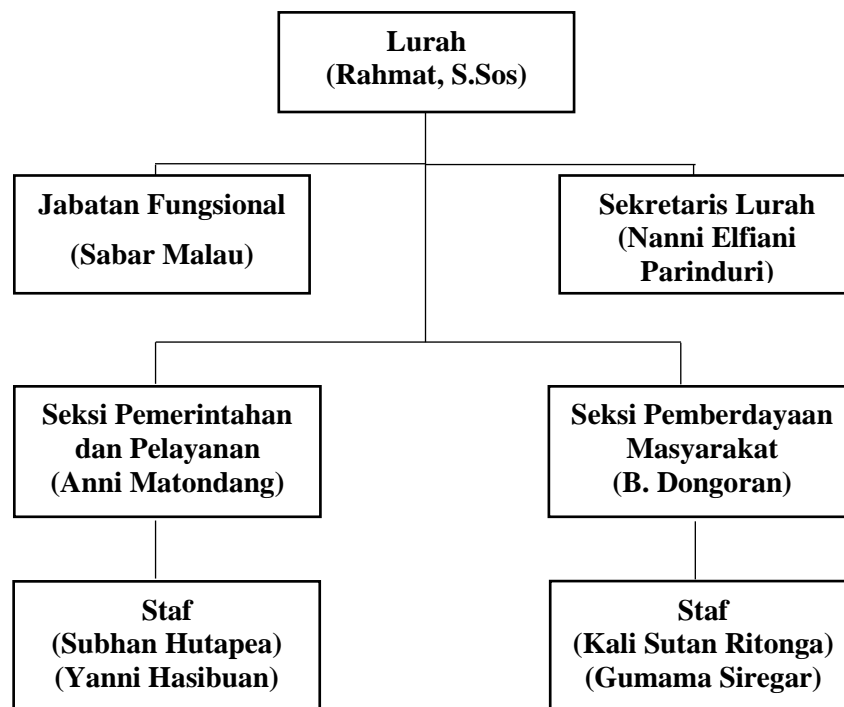 Lurah
(Rahmat, S.Sos)
Jabatan Fungsional
(Sabar Malau)
Sekretaris Lurah
(Nanni Elfiani
Parinduri)
Seksi Pemerintahan
dan Pelayanan
(Anni Matondang)
Seksi Pemberdayaan
Masyarakat
(B. Dongoran)
Staf
(Subhan Hutapea)
(Yanni Hasibuan)
Staf
(Kali Sutan Ritonga)
(Gumama Siregar)